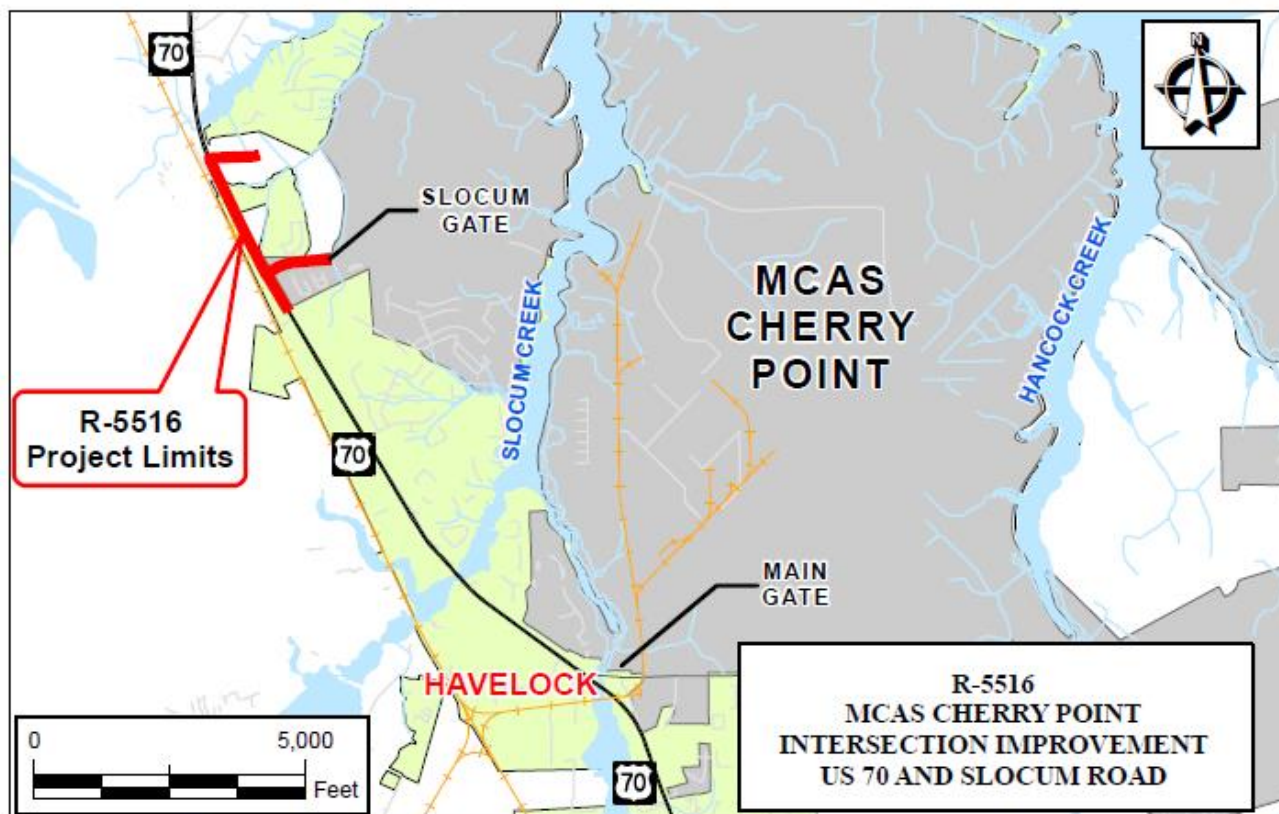 70
N
SLOCUM
GATE
MCAS
CHERRY
POINT
SLOCUM CREEK
HANCOCK CREEK
R-5516
Project Limits
70
MAIN
GATE
HAVELOCK
R-5516
MCAS CHERRY POINT
INTERSECTION IMPROVEMENT
US 70 AND SLOCUM ROAD
0 5,000
Feet
70